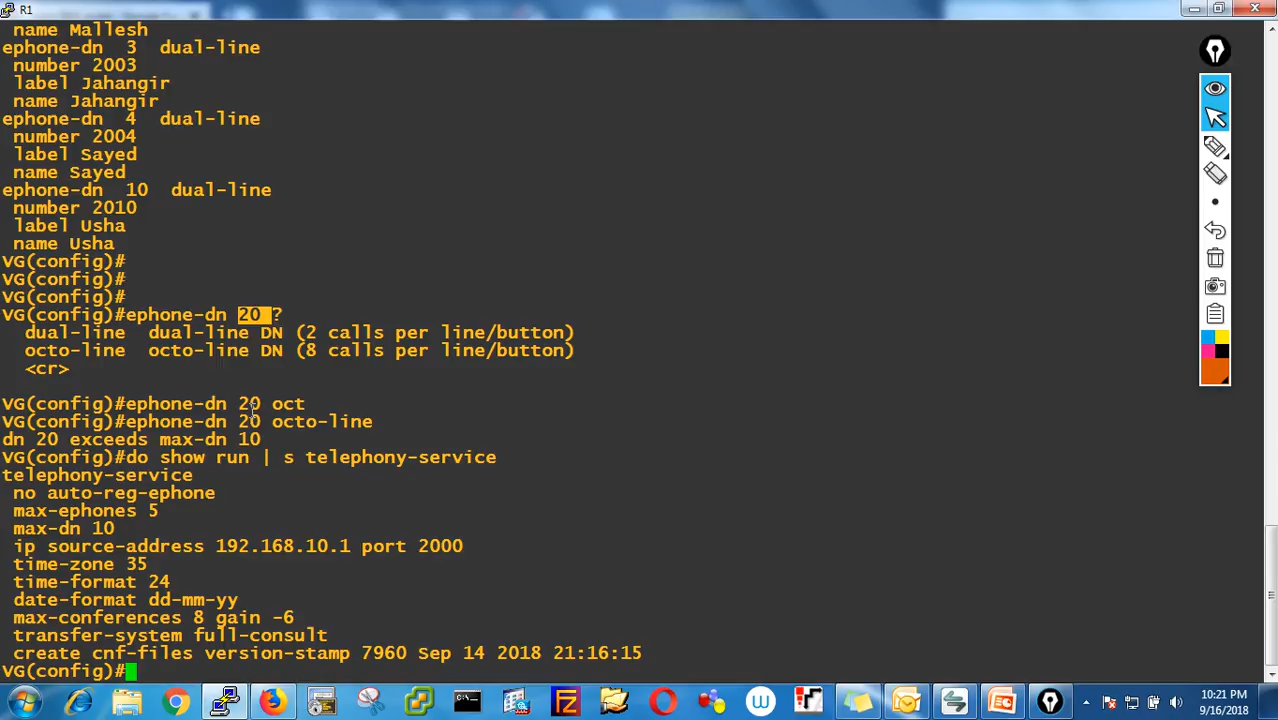 R1
name Mallesh
ephone-dn  3  dual-line
number 2003
label Jahangir
name Jahangir
ephone-dn  4  dual-line
number 2004
label Sayed
name Sayed
ephone-dn  10  dual-line
number 2010
label Usha
name Usha
VG(config)#
VG(config)#
VG(config)#
VG(config)#ephone-dn 20 ?
dual-line  dual-line DN (2 calls per line/button)
octo-line  octo-line DN (8 calls per line/button)
<cr>
VG(config)#ephone-dn 20 oct
VG(config)#ephone-dn 20 octo-line
dn 20 exceeds max-dn 10
VG(config)#do show run | s telephony-service
telephony-service
no auto-reg-ephone
max-ephones 5
max-dn 10
ip source-address 192.168.10.1 port 2000
time-zone 35
time-format 24
date-format dd-mm-yy
max-conferences 8 gain -6
transfer-system full-consult
create cnf-files version-stamp 7960 Sep 14 2018 21:16:15
VG(config)#
10:21 PM
9/16/2018